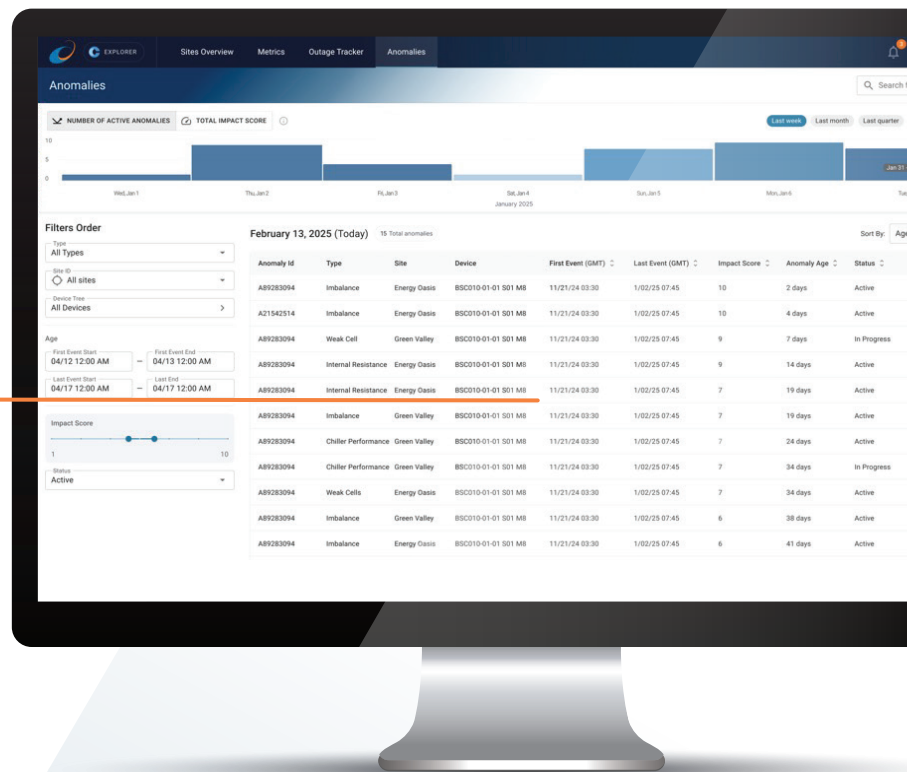 C EXPLORER Sites Overview Metrics Outage Tracker Anomalies 3
Anomalies Search
NUMBER OF ACTIVE ANOMALIES TOTAL IMPACT SCORE Last week Last month Last quarter
10
5
0
Jan 31
Wed, Jan 1 Thu, Jan 2 Fri, Jan 3 Sat, Jan 4 Sun, Jan 5 Mon, Jan 6
January 2025
Filters Order
Type
All Types
Site ID
All sites
Device Tree
All Devices
Age
First Event Start First Event End
04/12 12:00 AM – 04/13 12:00 AM
Last Event Start Last End
04/17 12:00 AM – 04/17 12:00 AM
Impact Score
1 10
Status
Active
February 13, 2025 (Today) 15 Total anomalies Sort By:
Anomaly Id Type Site Device First Event (GMT) Last Event (GMT) Impact Score Anomaly Age Status
A89283094 Imbalance Energy Oasis BSC010-01-01 S01 M8 11/21/24 03:30 1/02/25 07:45 10 2 days Active
A21542514 Imbalance Energy Oasis BSC010-01-01 S01 M8 11/21/24 03:30 1/02/25 07:45 10 4 days Active
A89283094 Weak Cell Green Valley BSC010-01-01 S01 M8 11/21/24 03:30 1/02/25 07:45 9 7 days In Progress
A89283094 Internal Resistance Energy Oasis BSC010-01-01 S01 M8 11/21/24 03:30 1/02/25 07:45 9 14 days Active
A89283094 Internal Resistance Energy Oasis BSC010-01-01 S01 M8 11/21/24 03:30 1/02/25 07:45 7 19 days Active
A89283094 Imbalance Green Valley BSC010-01-01 S01 M8 11/21/24 03:30 1/02/25 07:45 7 19 days Active
A89283094 Chiller Performance Green Valley BSC010-01-01 S01 M8 11/21/24 03:30 1/02/25 07:45 7 24 days Active
A89283094 Chiller Performance Green Valley BSC010-01-01 S01 M8 11/21/24 03:30 1/02/25 07:45 7 34 days In Progress
A89283094 Weak Cells Energy Oasis BSC010-01-01 S01 M8 11/21/24 03:30 1/02/25 07:45 7 34 days Active
A89283094 Imbalance Green Valley BSC010-01-01 S01 M8 11/21/24 03:30 1/02/25 07:45 6 38 days Active
A89283094 Imbalance Energy Oasis BSC010-01-01 S01 M8 11/21/24 03:30 1/02/25 07:45 6 41 days Active